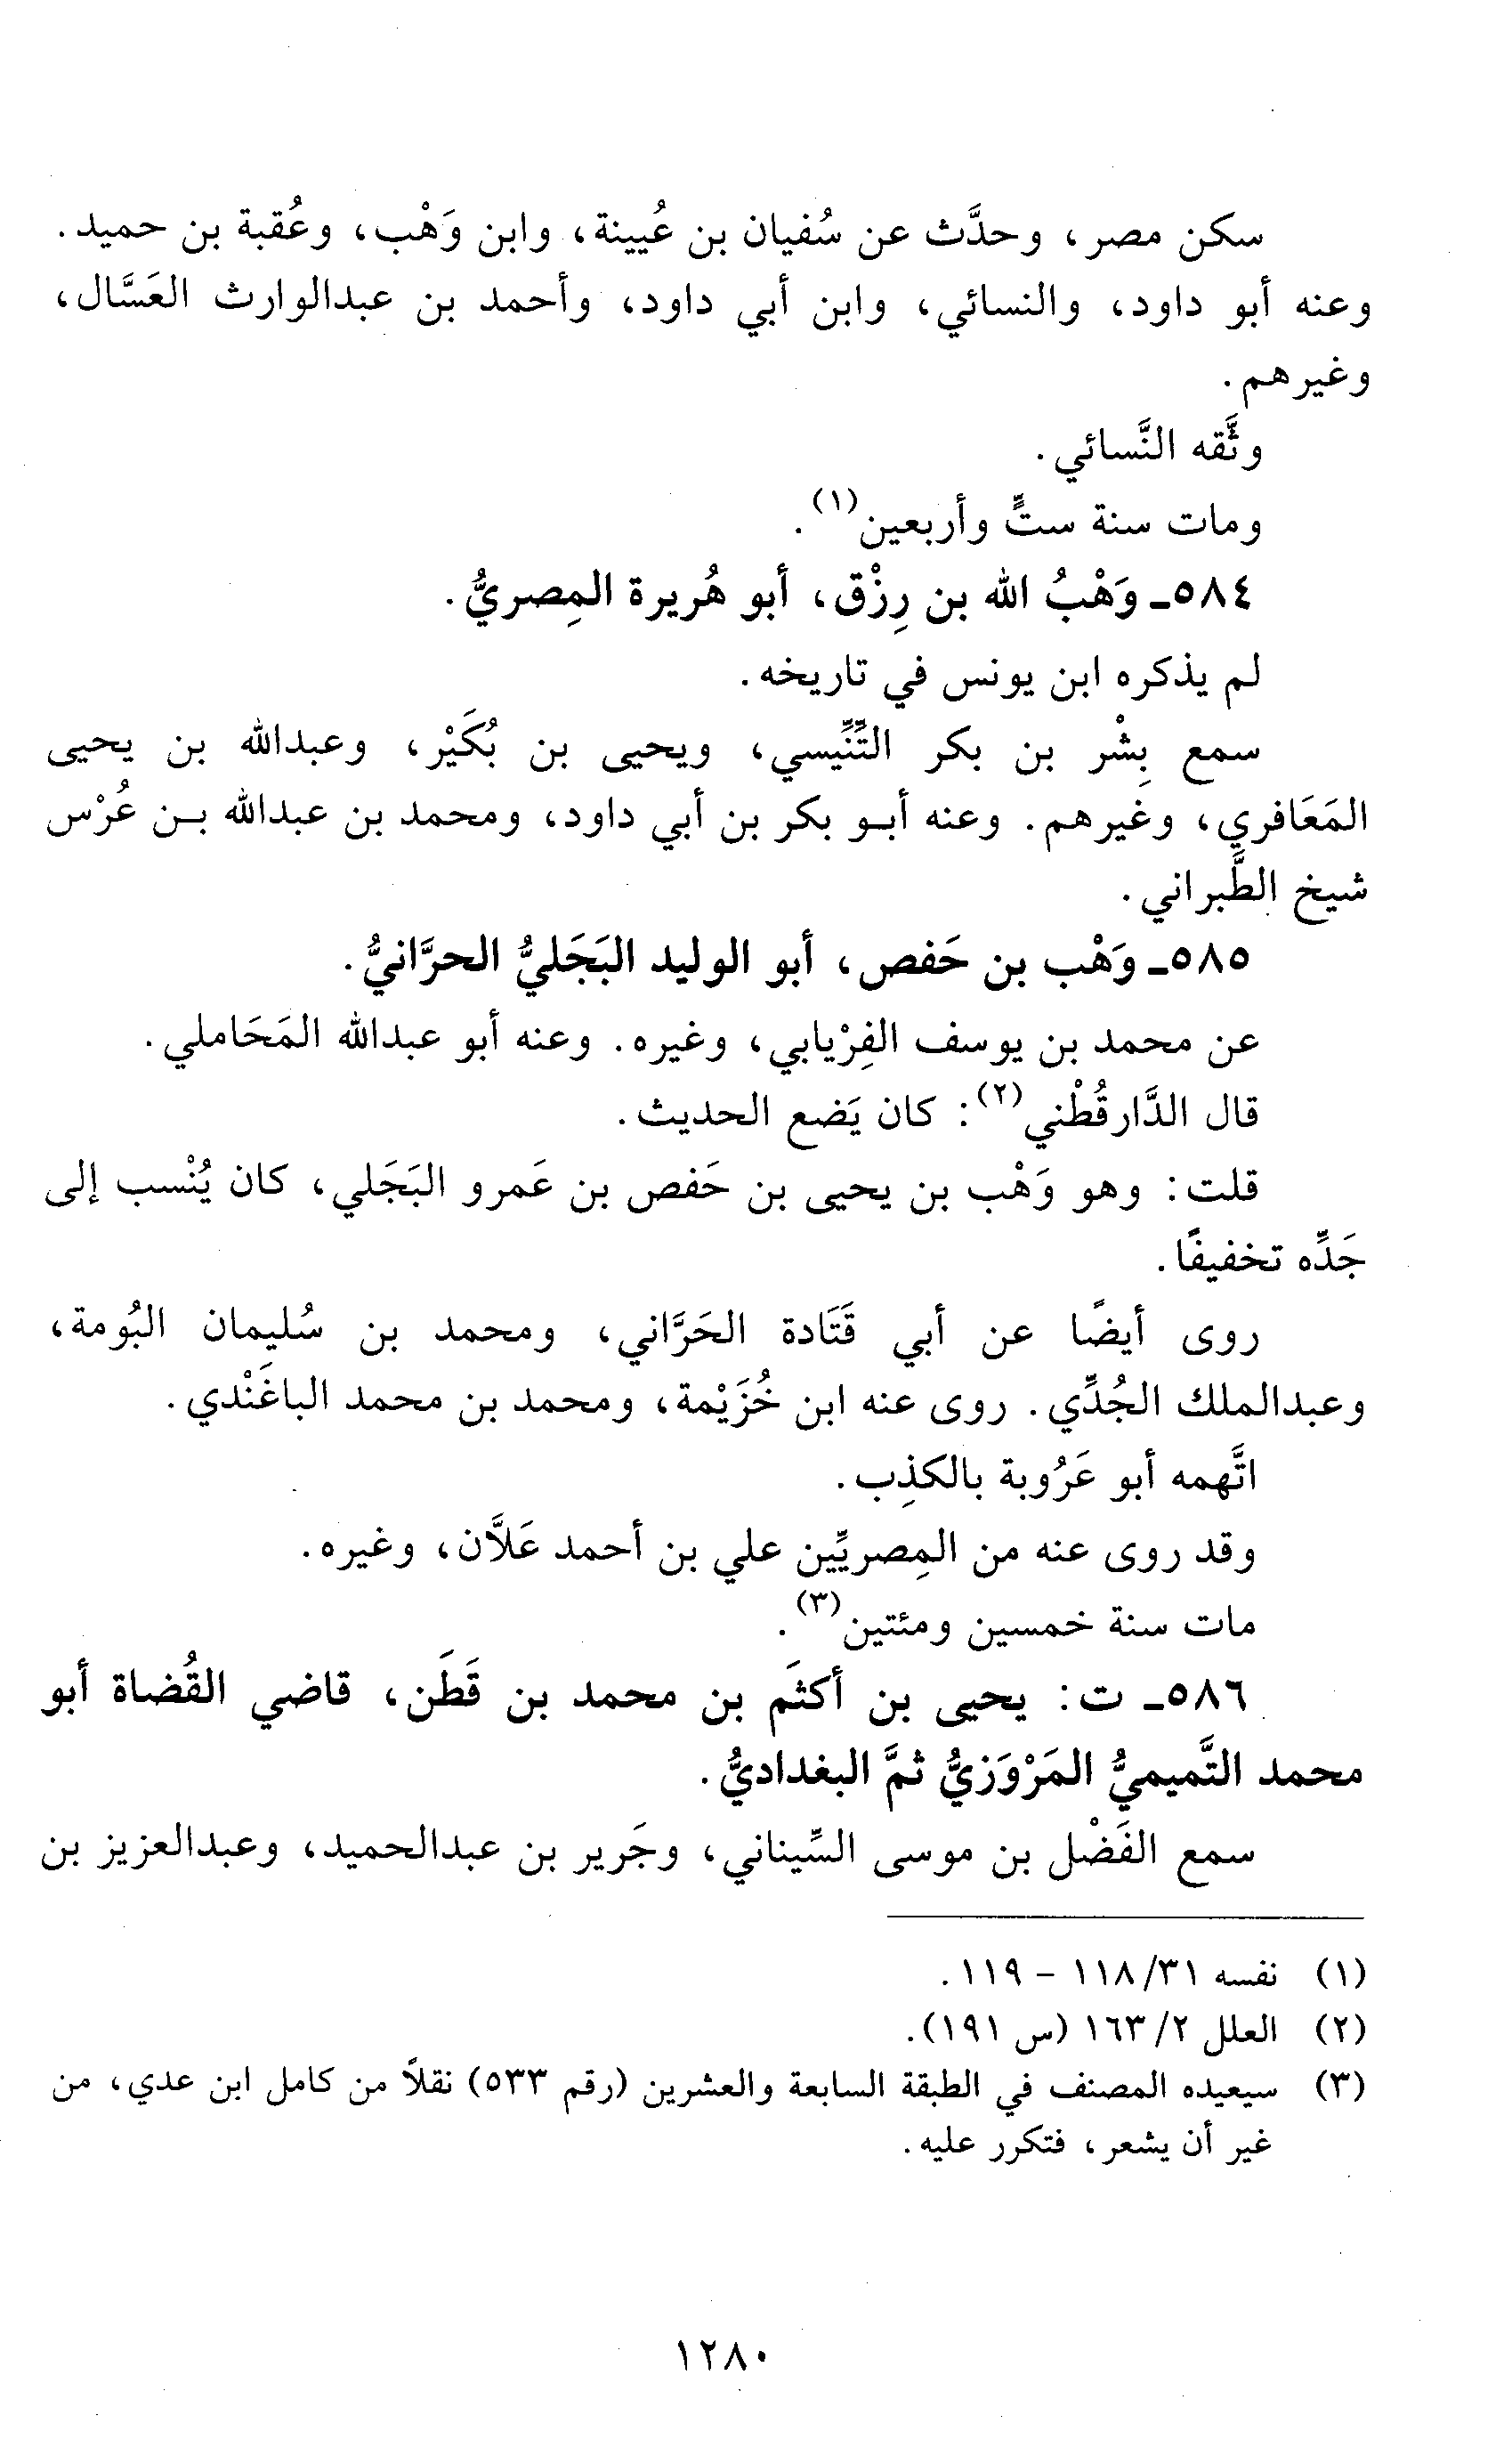 سكن مصر، وحدَّث عن سُفيان بن عُيينة، وابن وَهْب، وعُقبة بن حميد.
وعنه أبو داود، والنسائي، وابن أبي داود، وأحمد بن عبدالوارث العَسَّال،
وغيرهم.
وثَّقه النَّسائي.
ومات سنة ستٍّ وأربعين(١).
٥٨٤ـ وَهْبُ الله بن رِزْق، أبو هُريرة المِصريُّ.
لم يذكره ابن يونس في تاريخه.
سمع بِشْر بن بكر التِّنِّيسي، ويحيى بن بُكَيْر، وعبدالله بن يحيى
المَعَافري، وغيرهم. وعنه أبـو بكر بن أبي داود، ومحمد بن عبدالله بـن عُرْس
شيخ الطَّبراني.
٥٨٥ـ وَهْب بن حَفص، أبو الوليد البَجَليُّ الحرَّانيُّ.
عن محمد بن يوسف الفِرْيابي، وغيره. وعنه أبو عبدالله المَحَاملي.
قال الدَّارقُطْني(٢): كان يَضع الحديث.
قلت: وهو وَهْب بن يحيى بن حَفص بن عَمرو البَجَلي، كان يُنْسب إلى
جَدِّه تخفيفًا.
روى أيضًا عن أبي قَتَادة الحَرَّاني، ومحمد بن سُليمان البُومة،
وعبدالملك الجُدِّي. روى عنه ابن خُزَيْمة، ومحمد بن محمد الباغَنْدي.
اتَّهمه أبو عَرُوبة بالكذِب.
وقد روى عنه من المِصريِّين علي بن أحمد عَلاَّن، وغيره.
مات سنة خمسين ومئتين(٣).
٥٨٦ـ ت: يحيى بن أكثَم بن محمد بن قَطَن، قاضي القُضاة أبو
محمد التَّميميُّ المَرْوَزيُّ ثمَّ البغداديُّ.
سمع الفَضْل بن موسى السِّيناني، وجَرير بن عبدالحميد، وعبدالعزيز بن
(١) نفسه ٣١/ ١١٨ - ١١٩.
(٢) العلل ٢/ ١٦٣ (س ١٩١).
(٣) سيعيده المصنف في الطبقة السابعة والعشرين (رقم ٥٣٣) نقلاً من كامل ابن عدي، من
غير أن يشعر، فتكرر عليه.
١٢٨٠